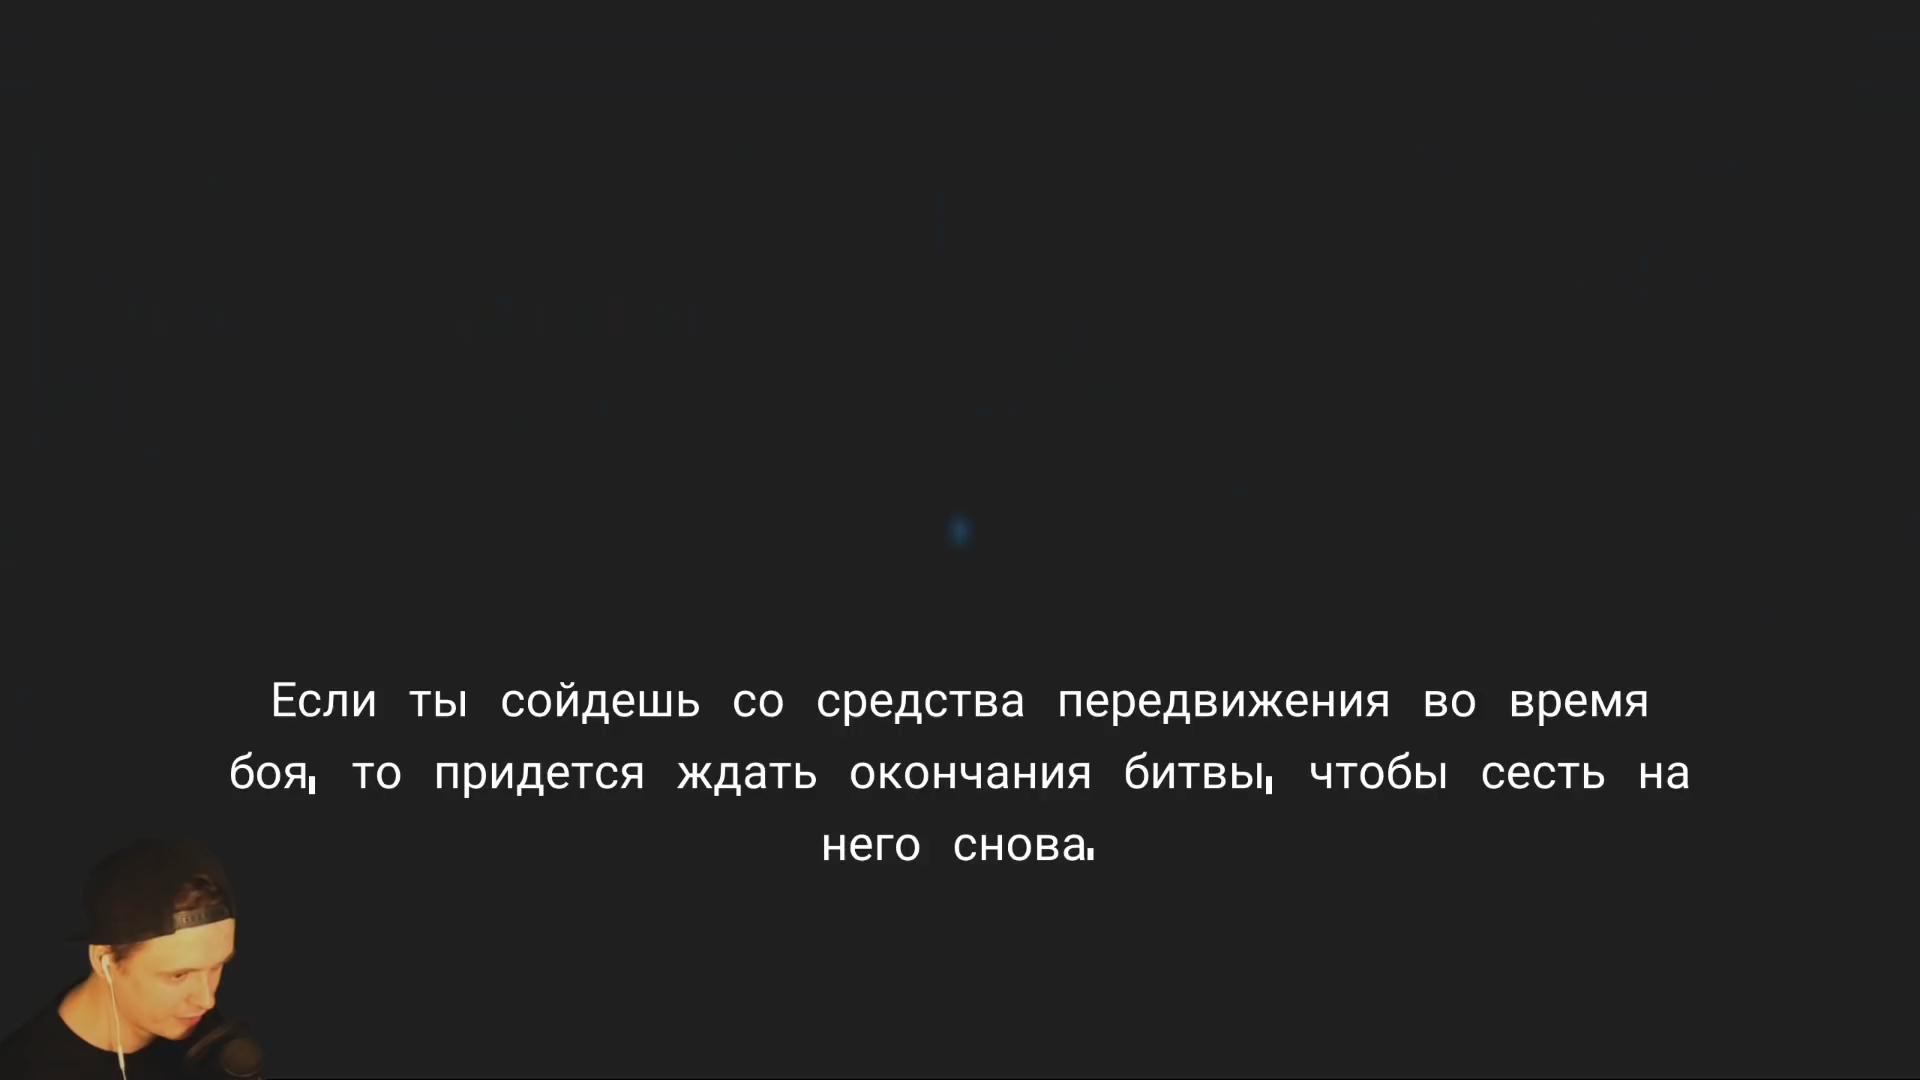 Если ты сойдешь со средства передвижения во время
боя, то придется ждать окончания битвы, чтобы сесть на
него снова.